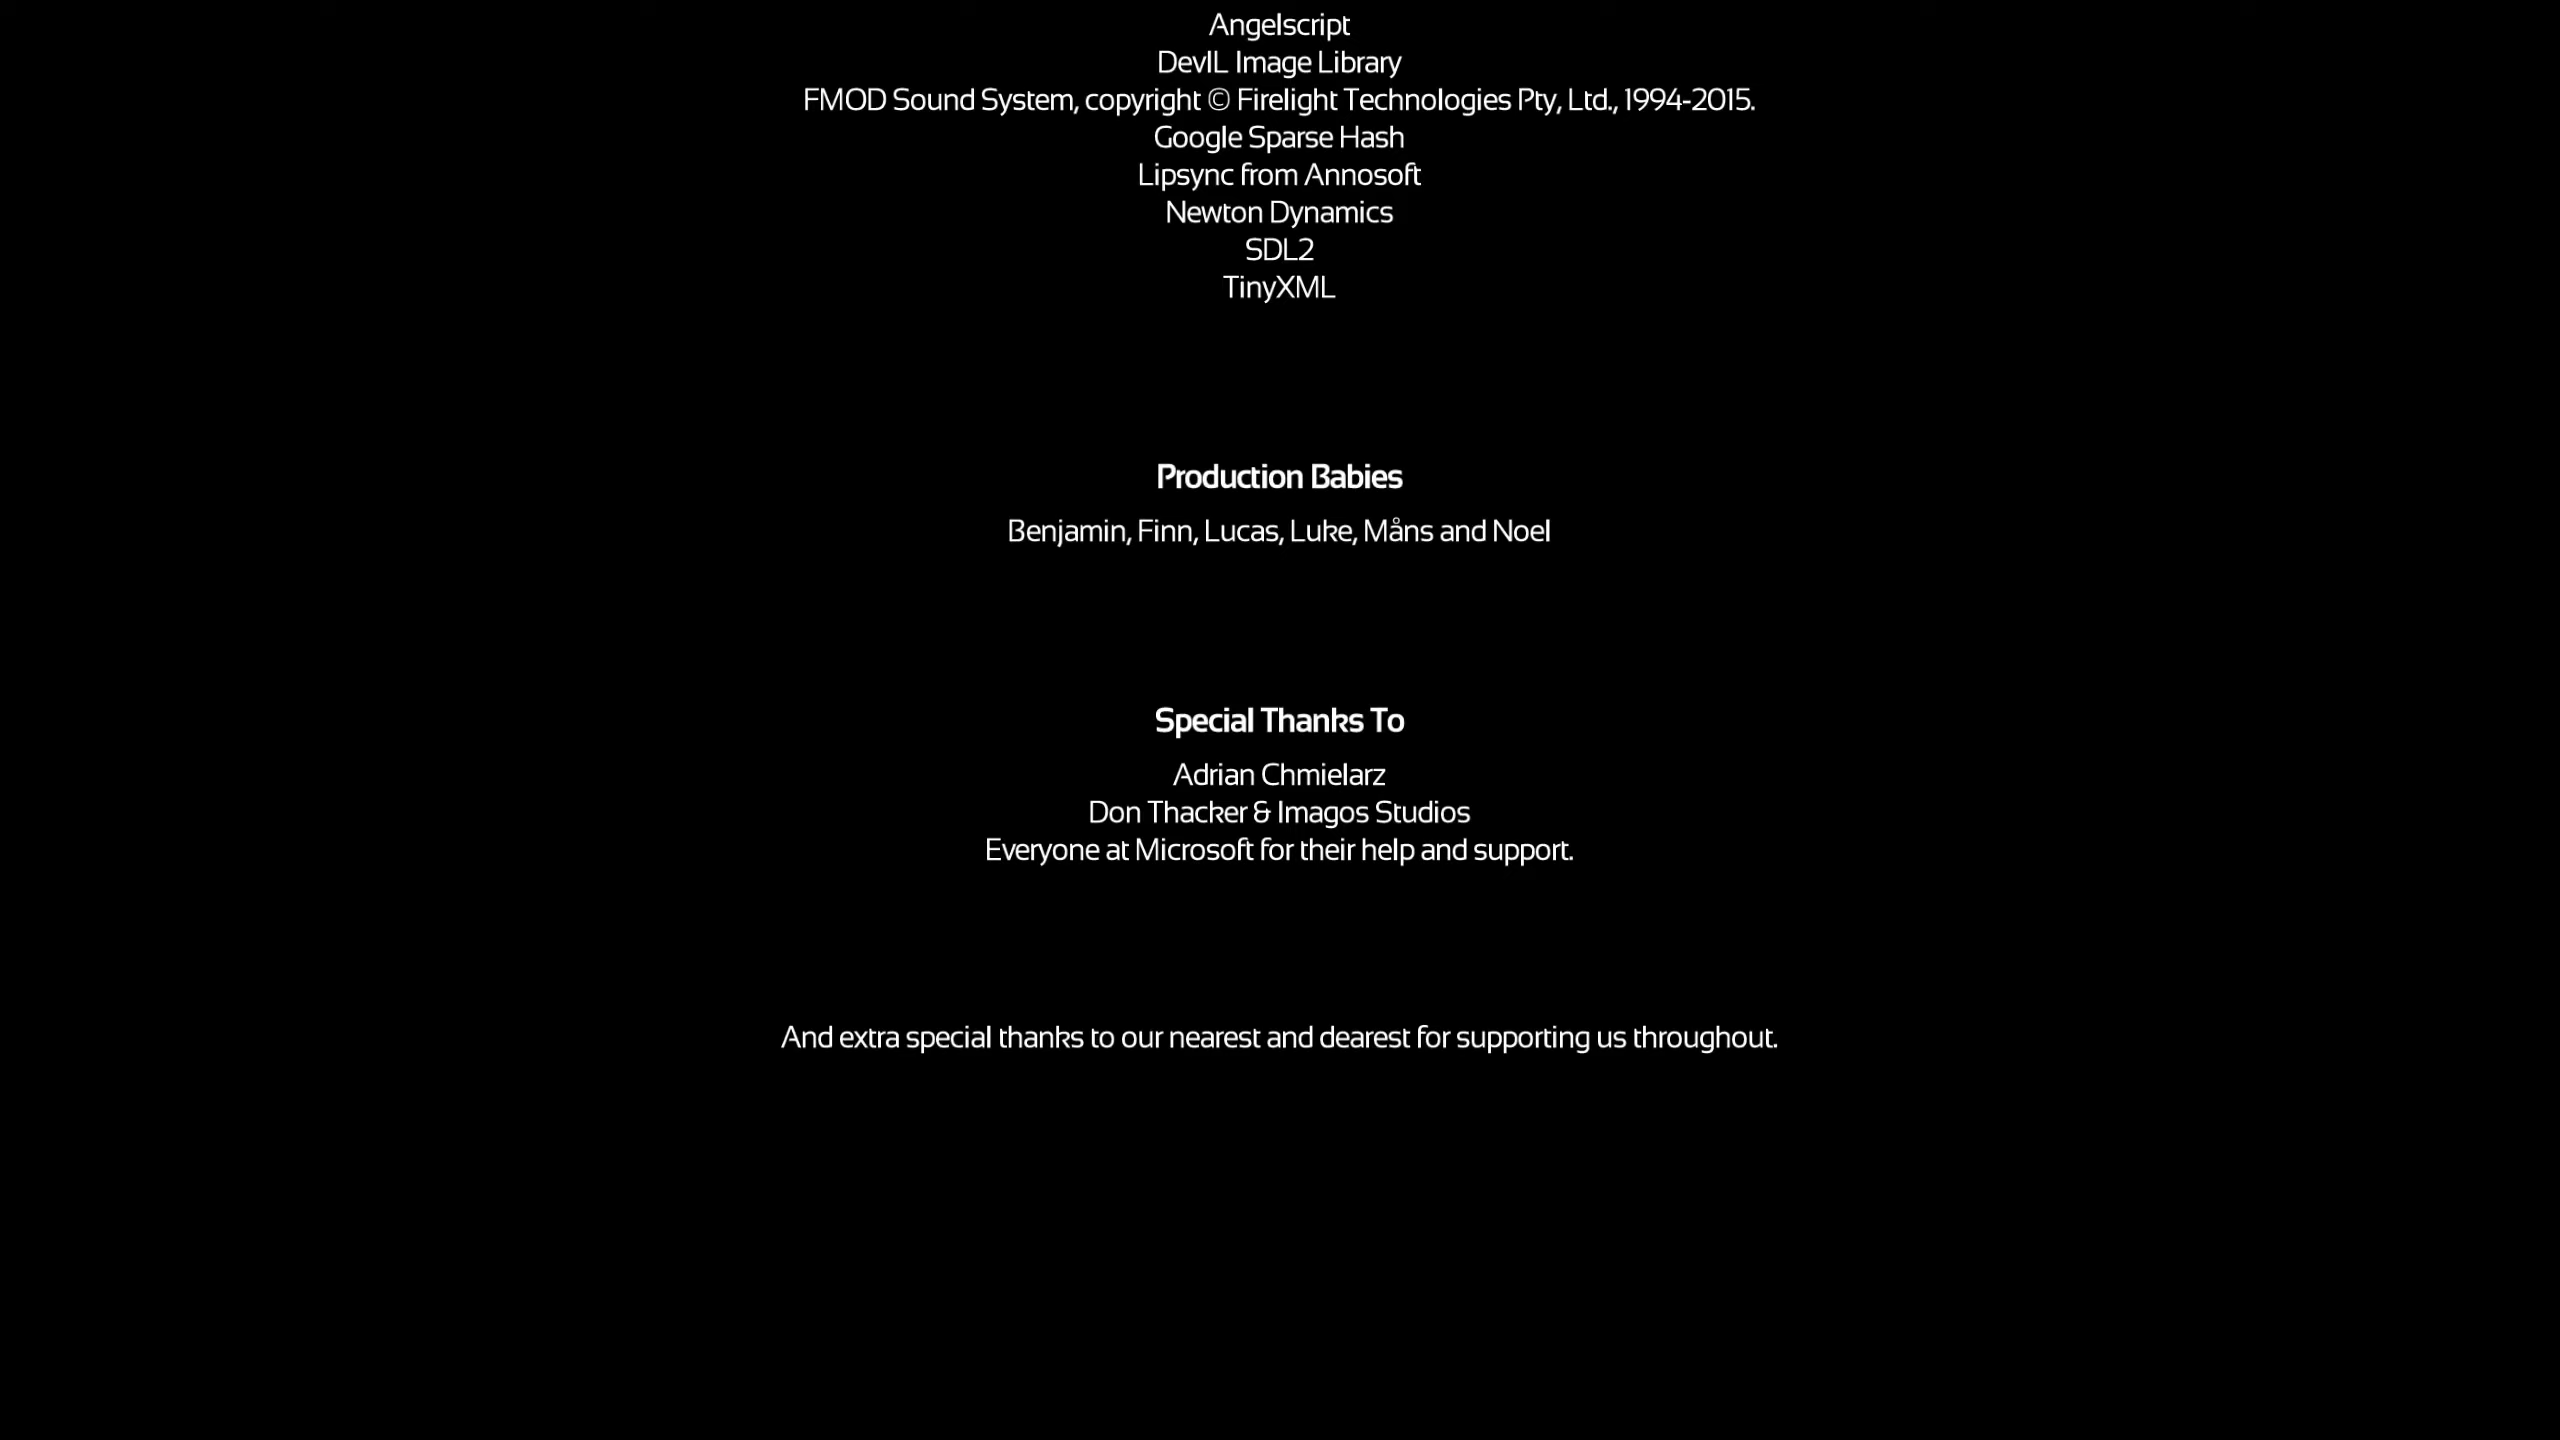 Angelscript
DevIL Image Library
FMOD Sound System, copyright © Firelight Technologies Pty, Ltd., 1994-2015.
Google Sparse Hash
Lipsync from Annosoft
Newton Dynamics
SDL2
TinyXML
Production Babies
Benjamin, Finn, Lucas, Luke, Måns and Noel
Special Thanks To
Adrian Chmielarz
Don Thacker & Imagos Studios
Everyone at Microsoft for their help and support.
And extra special thanks to our nearest and dearest for supporting us throughout.